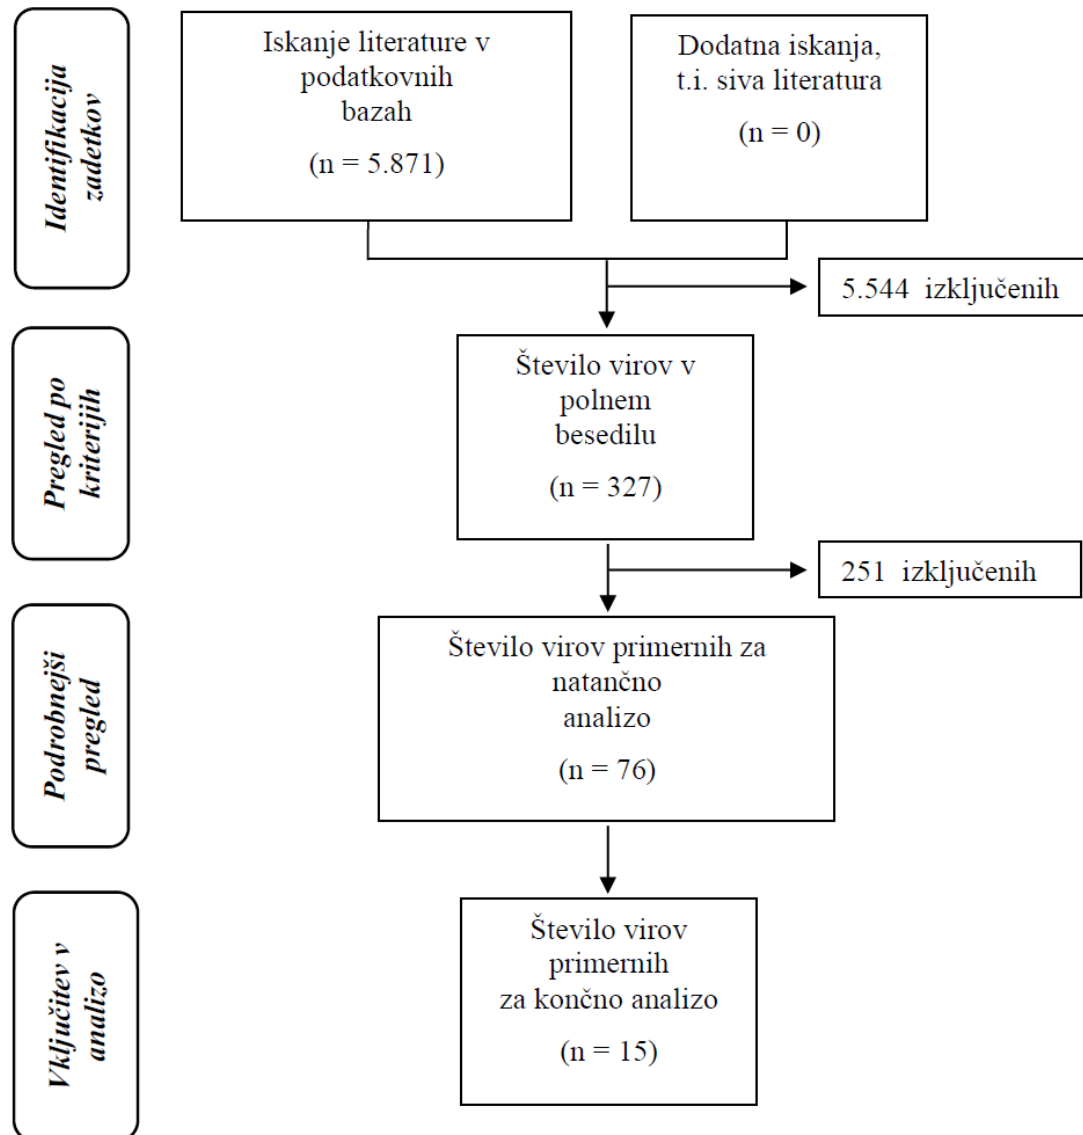 Identifikacija
zadetkov
Iskanje literature v
podatkovnih
bazah
(n = 5.871)
Dodatna iskanja,
t.i. siva literatura
(n = 0)
5.544 izključenih
Pregled po
kriterijih
Število virov v
polnem
besedilu
(n = 327)
251 izključenih
Podrobnejši
pregled
Število virov primernih za
natančno
analizo
(n = 76)
Vključitev v
analizo
Število virov
primernih
za končno analizo
(n = 15)